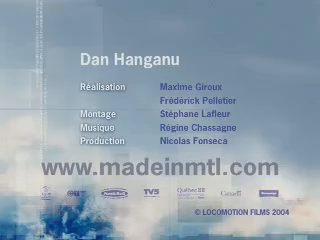 Dan Hanganu
Réalisation Maxime Giroux
Frédérick Pelletier
Montage Stéphane Lafleur
Musique Régine Chassagne
Production Nicolas Fonseca
www.madeinmtl.com
TV5
Québec
Canada
© LOCOMOTION FILMS 2004